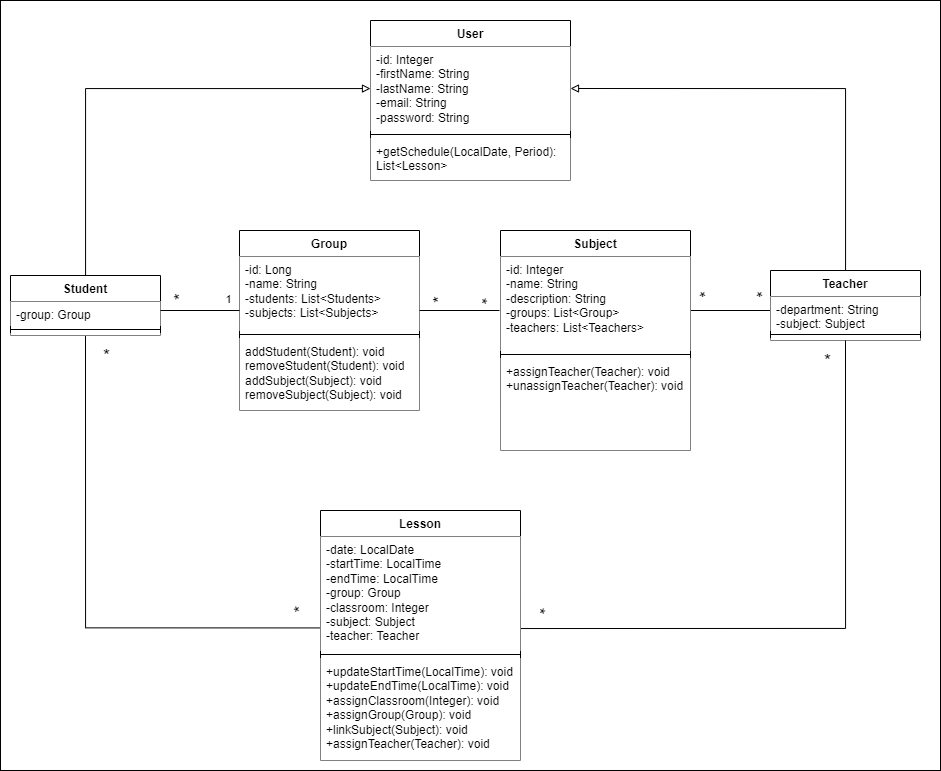 User
-id: Integer
-firstName: String
-lastName: String
-email: String
-password: String
+getSchedule(LocalDate, Period):
List<Lesson>
Student
-group: Group
*
1
*
Group
-id: Long
-name: String
-students: List<Students>
-subjects: List<Subjects>
addStudent(Student): void
removeStudent(Student): void
addSubject(Subject): void
removeSubject(Subject): void
*
*
Subject
-id: Integer
-name: String
-description: String
-groups: List<Group>
-teachers: List<Teachers>
+assignTeacher(Teacher): void
+unassignTeacher(Teacher): void
*
*
Teacher
-department: String
-subject: Subject
*
Lesson
-date: LocalDate
-startTime: LocalTime
-endTime: LocalTime
-group: Group
-classroom: Integer
-subject: Subject
-teacher: Teacher
+updateStartTime(LocalTime): void
+updateEndTime(LocalTime): void
+assignClassroom(Integer): void
+assignGroup(Group): void
+linkSubject(Subject): void
+assignTeacher(Teacher): void
*
*